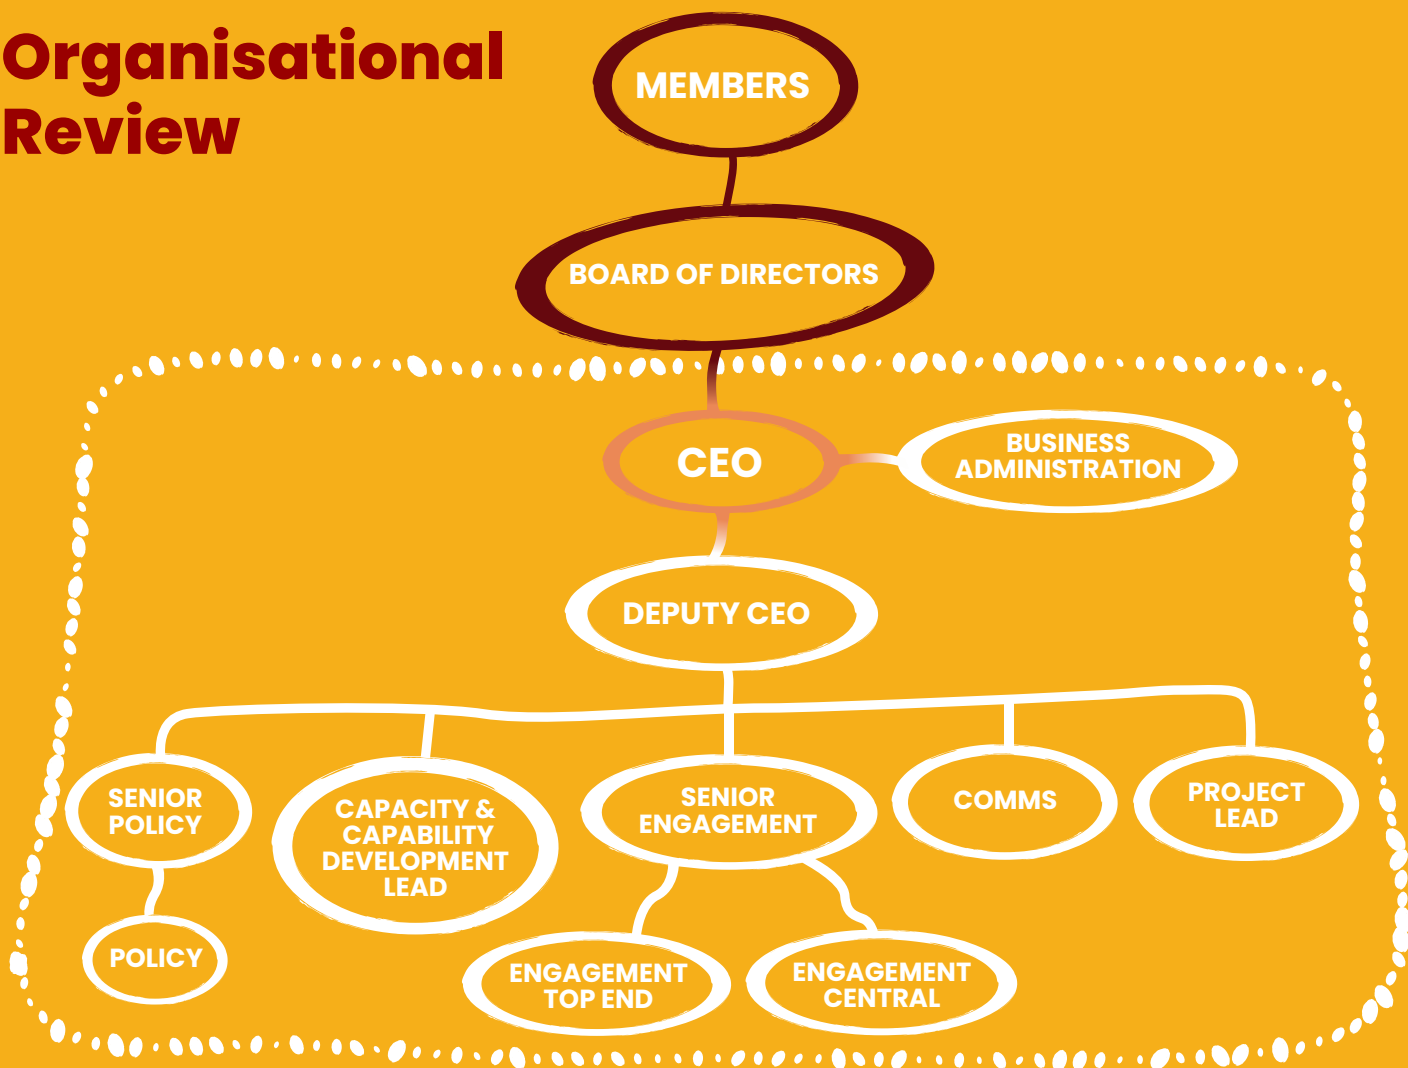 Organisational
Review
MEMBERS
BOARD OF DIRECTORS
CEO
BUSINESS
ADMINISTRATION
DEPUTY CEO
SENIOR
POLICY
CAPACITY &
CAPABILITY
DEVELOPMENT
LEAD
SENIOR
ENGAGEMENT
COMMS
PROJECT
LEAD
POLICY
ENGAGEMENT
TOP END
ENGAGEMENT
CENTRAL